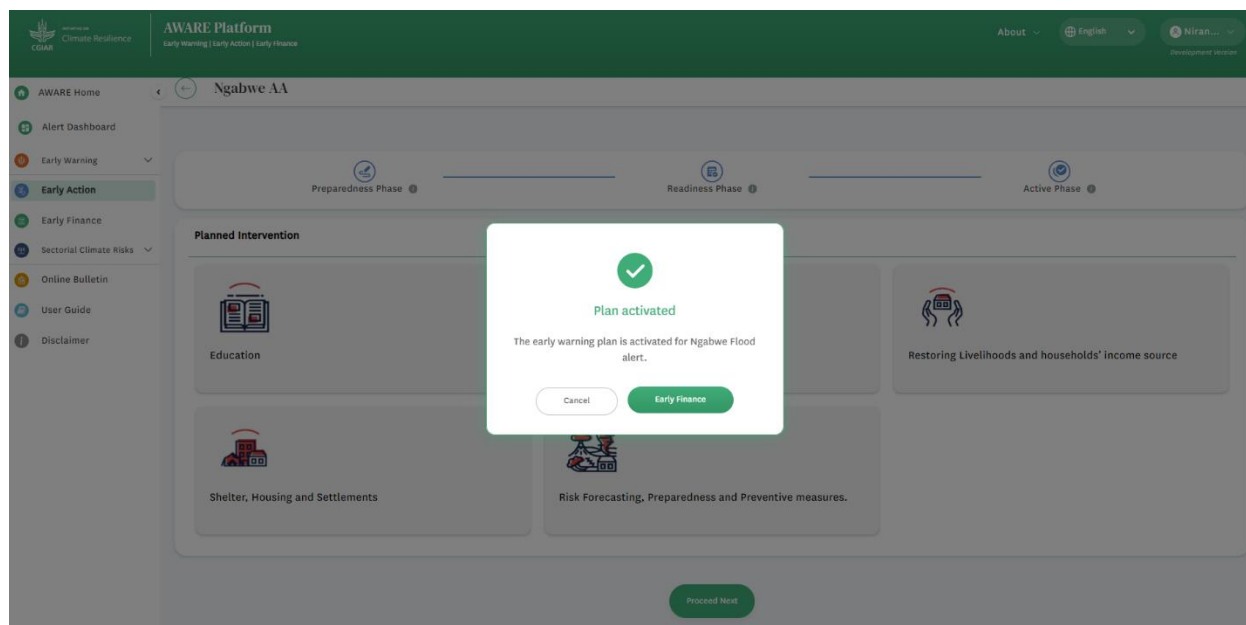 INITIATIVE ON
Climate Resilience
CGIAR
AWARE Platform
Early Warning | Early Action | Early Finance
About
English
Niran...
Development Version
AWARE Home
Alert Dashboard
Early Warning
Early Action
Early Finance
Sectorial Climate Risks
Online Bulletin
User Guide
Disclaimer
Ngabwe AA
Preparedness Phase
Readiness Phase
Active Phase
Planned Intervention
Education
Restoring Livelihoods and households' income source
Shelter, Housing and Settlements
Risk Forecasting, Preparedness and Preventive measures.
Plan activated
The early warning plan is activated for Ngabwe Flood
alert.
Cancel
Early Finance
Proceed Next